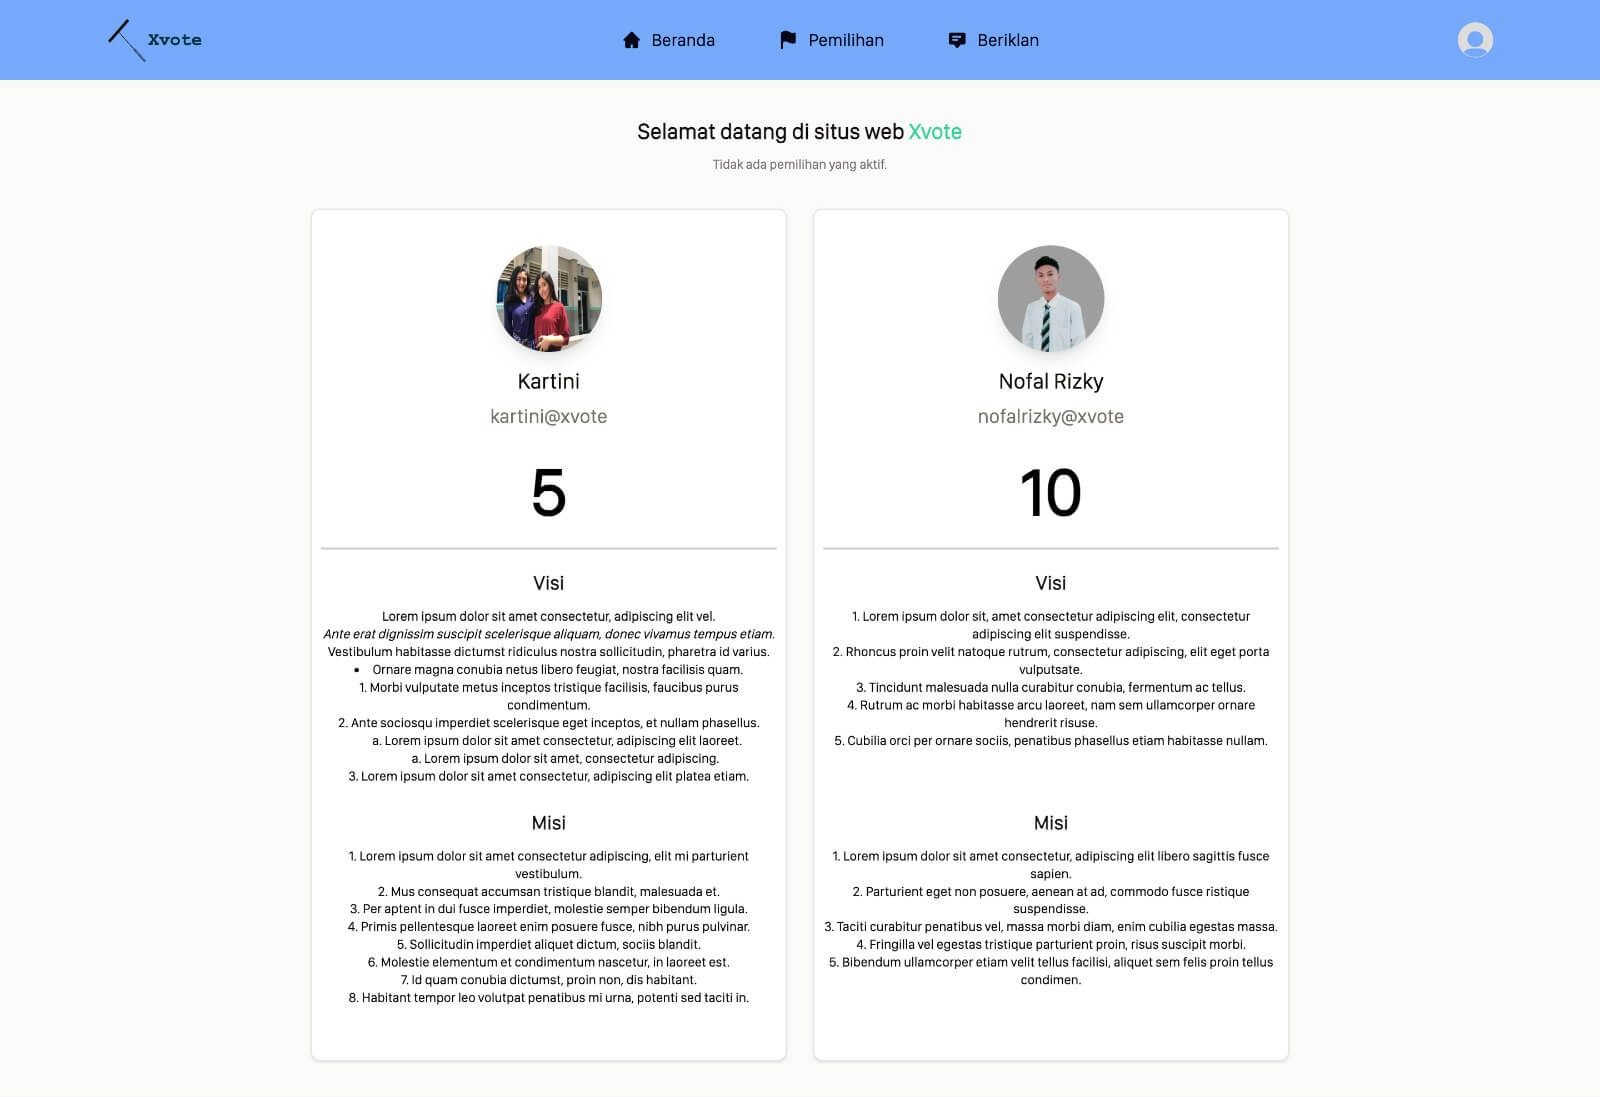 Xvote
Beranda
Pemilihan
Beriklan
Selamat datang di situs web Xvote
Tidak ada pemilihan yang aktif.
Kartini
kartini@xvote
5
Visi
Lorem ipsum dolor sit amet consectetur, adipiscing elit vel.
Ante erat dignissim suscipit scelerisque aliquam, donec vivamus tempus etiam.
Vestibulum habitasse dictumst ridiculus nostra sollicitudin, pharetra id varius.
• Ornare magna conubia netus libero feugiat, nostra facilisis quam.
1. Morbi vulputate metus inceptos tristique facilisis, faucibus purus
condimentum.
2. Ante sociosqu imperdiet scelerisque eget inceptos, et nullam phasellus.
a. Lorem ipsum dolor sit amet consectetur, adipiscing elit laoreet.
a. Lorem ipsum dolor sit amet, consectetur adipiscing.
3. Lorem ipsum dolor sit amet consectetur, adipiscing elit platea etiam.
Misi
1. Lorem ipsum dolor sit amet consectetur adipiscing, elit mi parturient
vestibulum.
2. Mus consequat accumsan tristique blandit, malesuada et.
3. Per aptent in dui fusce imperdiet, molestie semper bibendum ligula.
4. Primis pellentesque laoreet enim posuere fusce, nibh purus pulvinar.
5. Sollicitudin imperdiet aliquet dictum, sociis blandit.
6. Molestie elementum et condimentum nascetur, in laoreet est.
7. Id quam conubia dictumst, proin non, dis habitant.
8. Habitant tempor leo volutpat penatibus mi urna, potenti sed taciti in.
Nofal Rizky
nofalrizky@xvote
10
Visi
1. Lorem ipsum dolor sit, amet consectetur adipiscing elit, consectetur
adipiscing elit suspendisse.
2. Rhoncus proin velit natoque rutrum, consectetur adipiscing, elit eget porta
vulputsate.
3. Tincidunt malesuada nulla curabitur conubia, fermentum ac tellus.
4. Rutrum ac morbi habitasse arcu laoreet, nam sem ullamcorper ornare
hendrerit risuse.
5. Cubilia orci per ornare sociis, penatibus phasellus etiam habitasse nullam.
Misi
1. Lorem ipsum dolor sit amet consectetur, adipiscing elit libero sagittis fusce
sapien.
2. Parturient eget non posuere, aenean at ad, commodo fusce ristique
suspendisse.
3. Taciti curabitur penatibus vel, massa morbi diam, enim cubilia egestas massa.
4. Fringilla vel egestas tristique parturient proin, risus suscipit morbi.
5. Bibendum ullamcorper etiam velit tellus facilisi, aliquet sem felis proin tellus
condimen.